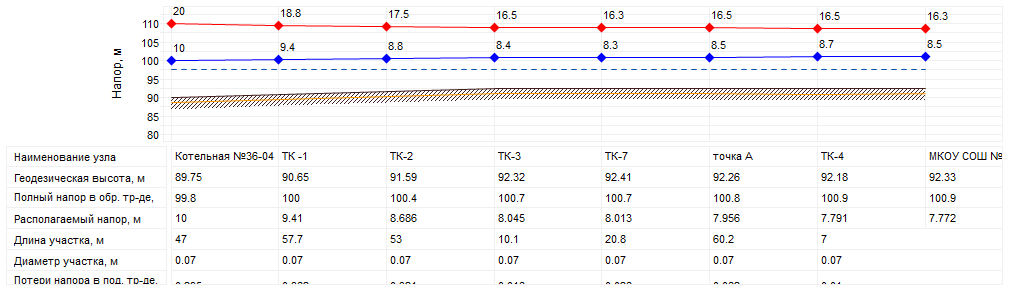 20 18.8 17.5 16.5 16.3 16.5 16.5 16.3
10 9.4 8.8 8.4 8.3 8.5 8.7 8.5
Напор, м
110
105
100
95
90
85
80
Наименование узла Котельная №36-04 ТК -1 ТК-2 ТК-3 ТК-7 точка А ТК-4 МКОУ СОШ №
Геодезическая высота, м 89.75 90.65 91.59 92.32 92.41 92.26 92.18 92.33
Полный напор в обр. тр-де, 99.8 100 100.4 100.7 100.7 100.8 100.9 100.9
Располагаемый напор, м 10 9.41 8.686 8.045 8.013 7.956 7.791 7.772
Длина участка, м 47 57.7 53 10.1 20.8 60.2 7
Диаметр участка, м 0.07 0.07 0.07 0.07 0.07 0.07 0.07
Потери напора в под. тр-де,